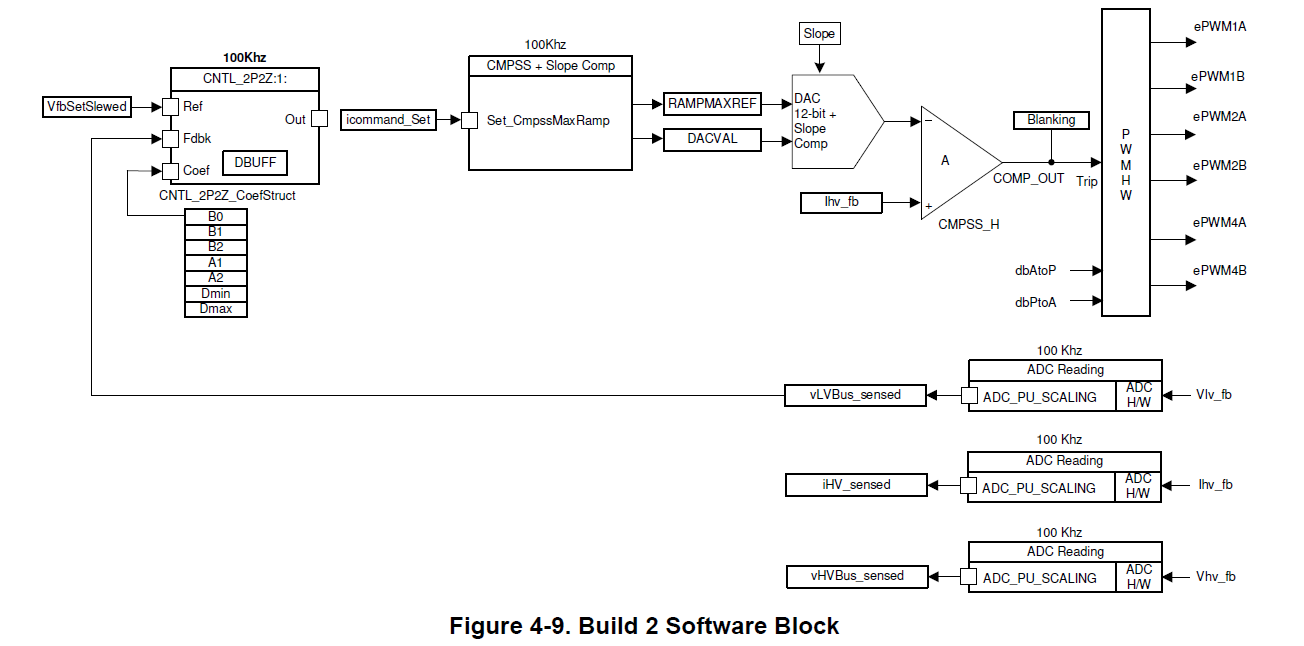 100Khz
CNTL_2P2Z:1:
VfbSetSlewed
Ref
Out
Fdbk
Coef
DBUFF
CNTL_2P2Z_CoefStruct
B0
B1
B2
A1
A2
Dmin
Dmax
100Khz
CMPSS + Slope Comp
icommand_Set
Set_CmpssMaxRamp
RAMPMAXREF
DACVAL
Slope
DAC
12-bit +
Slope
Comp
Ihv_fb
−
A
+
CMPSS_H
Blanking
COMP_OUT
Trip
dbAtoP
dbPtoA
P
W
M
H
W
ePWM1A
ePWM1B
ePWM2A
ePWM2B
ePWM4A
ePWM4B
100 Khz
ADC Reading
vLVBus_sensed
ADC_PU_SCALING
ADC
H/W
Vlv_fb
100 Khz
ADC Reading
iHV_sensed
ADC_PU_SCALING
ADC
H/W
Ihv_fb
100 Khz
ADC Reading
vHVBus_sensed
ADC_PU_SCALING
ADC
H/W
Vhv_fb
Figure 4-9. Build 2 Software Block